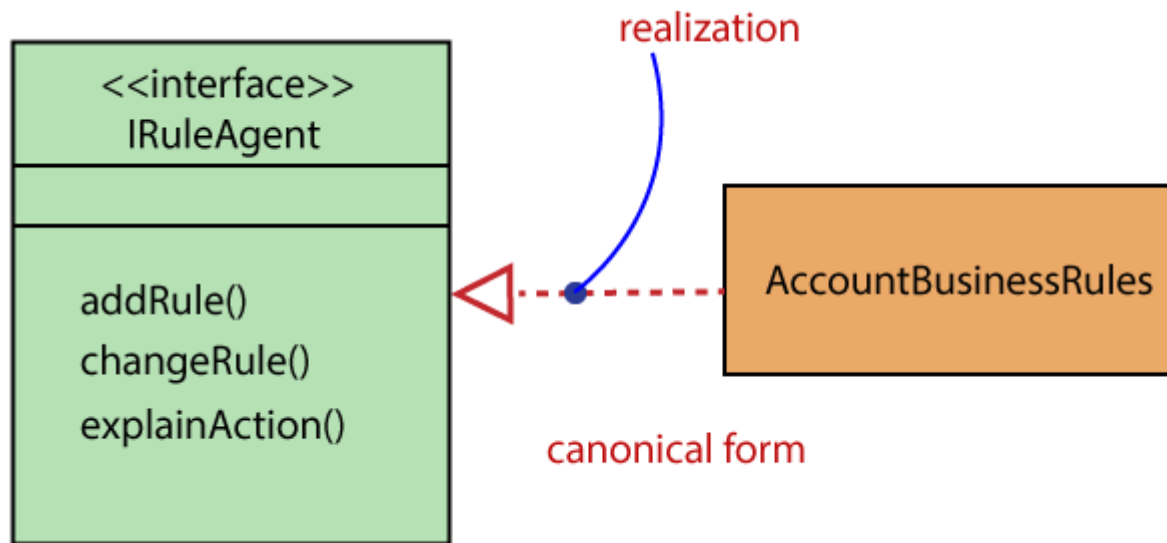 realization
<<interface>>
IRuleAgent
addRule()
changeRule()
explainAction()
AccountBusinessRules
canonical form